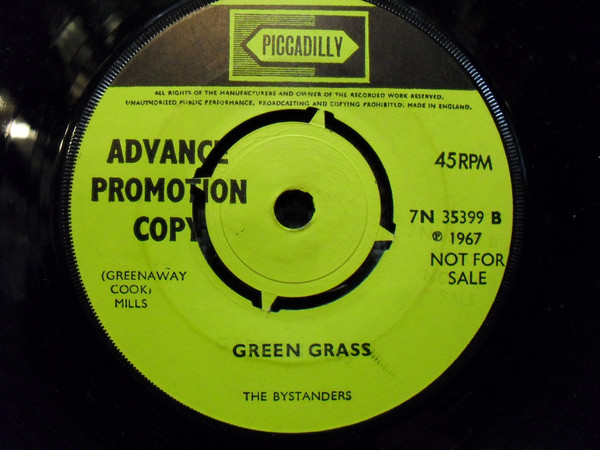 PICCADILLY
ALL RIGHTS OF THE MANUFACTURERS AND OWNER OF THE RECORDED WORK RESERVED.
UNAUTHORISED PUBLIC PERFORMANCE, BROADCASTING AND COPYING PROHIBITED. MADE IN ENGLAND.
ADVANCE
PROMOTION
COPY
45 RPM
7N 35399 B
℗ 1967
NOT FOR
SALE
(GREENAWAY
COOK)
MILLS
GREEN GRASS
THE BYSTANDERS